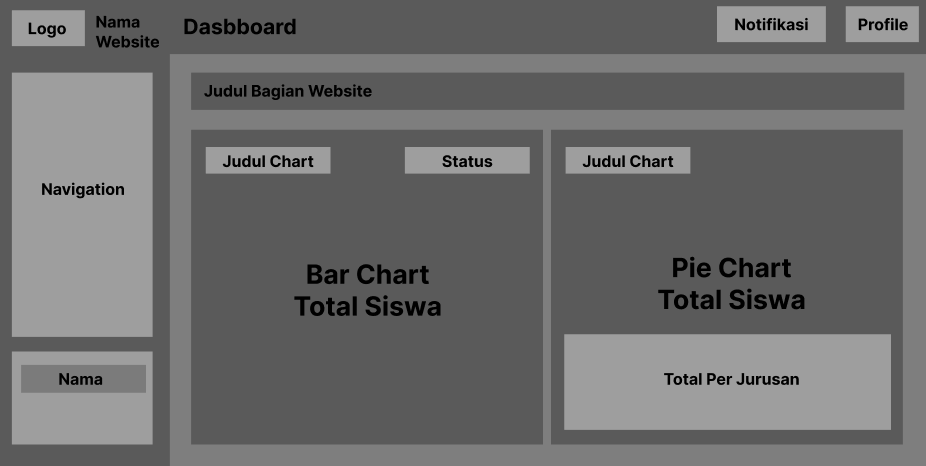 Logo
Nama
Website
Dasbboard
Notifikasi
Profile
Judul Bagian Website
Navigation
Judul Chart
Status
Bar Chart
Total Siswa
Judul Chart
Pie Chart
Total Siswa
Total Per Jurusan
Nama